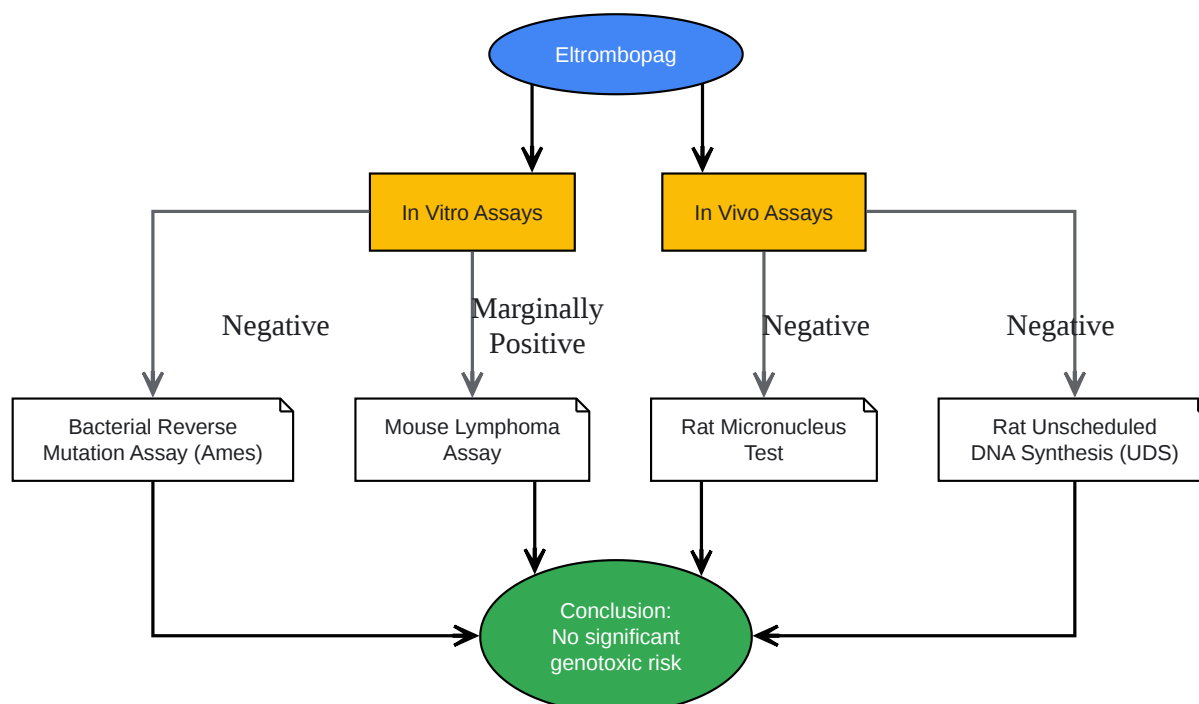 Eltrombopag
In Vitro Assays
In Vivo Assays
Negative
Marginally
Positive
Negative
Negative
Bacterial Reverse
Mutation Assay (Ames)
Mouse Lymphoma
Assay
Rat Micronucleus
Test
Rat Unscheduled
DNA Synthesis (UDS)
Conclusion:
No significant
genotoxic risk